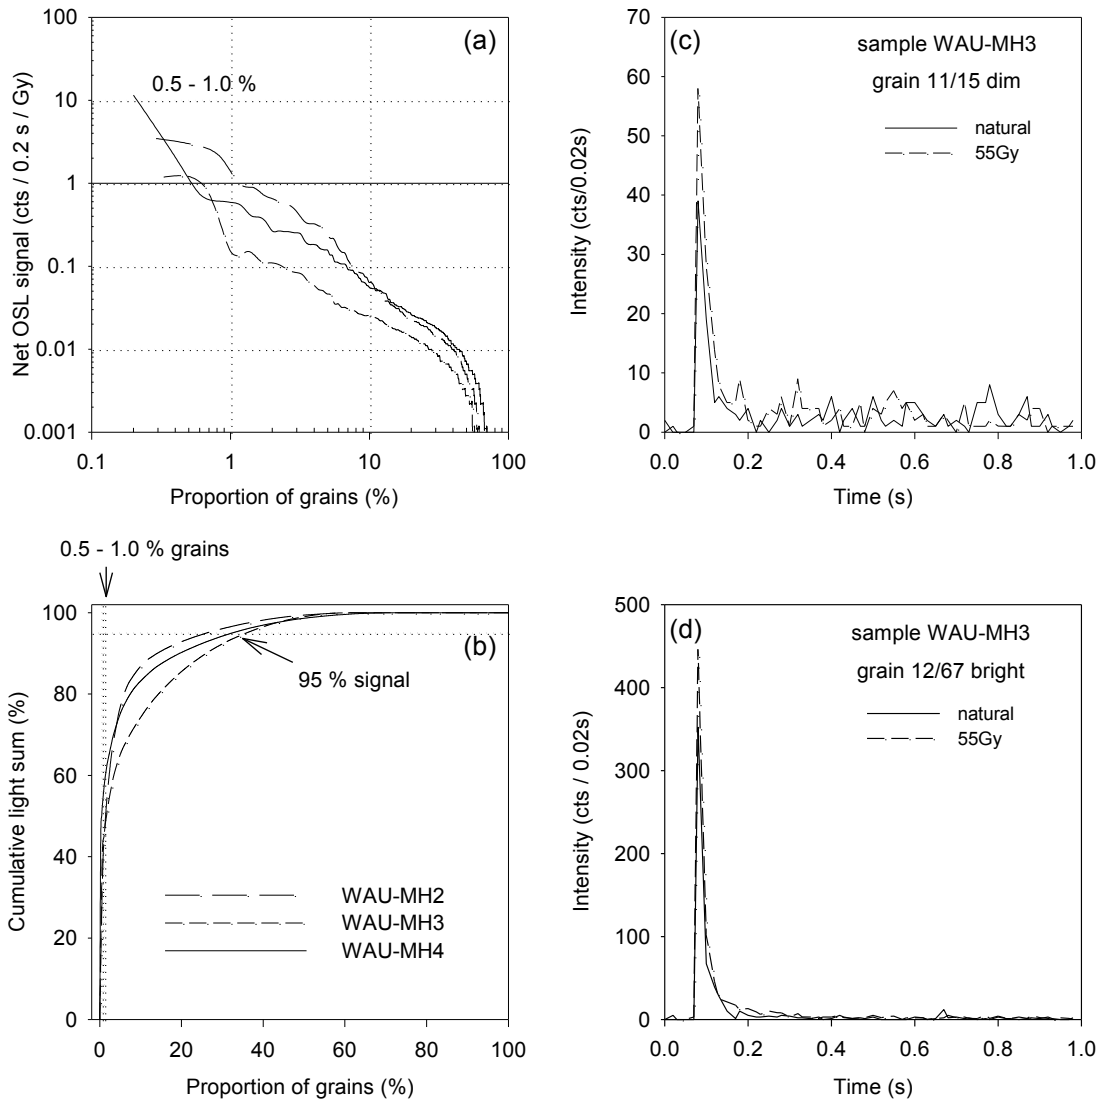 (a)
0.5 - 1.0 %
100
10
1
0.1
0.01
0.001
Net OSL signal (cts / 0.2 s / Gy)
0.1
1
10
100
Proportion of grains (%)
(c)
sample WAU-MH3
grain 11/15 dim
natural
55Gy
70
60
50
40
30
20
10
0
Intensity (cts/0.02s)
0.0
0.2
0.4
0.6
0.8
1.0
Time (s)
0.5 - 1.0 % grains
(b)
95 % signal
WAU-MH2
WAU-MH3
WAU-MH4
100
80
60
40
20
0
Cumulative light sum (%)
0
20
40
60
80
100
Proportion of grains (%)
(d)
sample WAU-MH3
grain 12/67 bright
natural
55Gy
500
400
300
200
100
0
Intensity (cts / 0.02s)
0.0
0.2
0.4
0.6
0.8
1.0
Time (s)